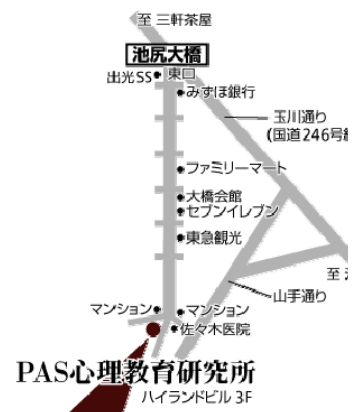 至 三軒茶屋
池尻大橋
出光SS 東口
みずほ銀行
玉川通り
(国道246号線
ファミリーマート
大橋会館
セブンイレブン
東急観光
至
山手通り
マンション
マンション
佐々木医院
PAS心理教育研究所
ハイランドビル 3F